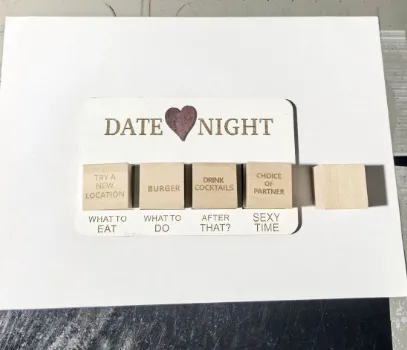 DATE NIGHT
TRY A
NEW
LOCATION
BURGER
DRINK
COCKTAILS
CHOICE
OF
PARTNER
WHAT TO
EAT
WHAT TO
DO
AFTER
THAT?
SEXY
TIME